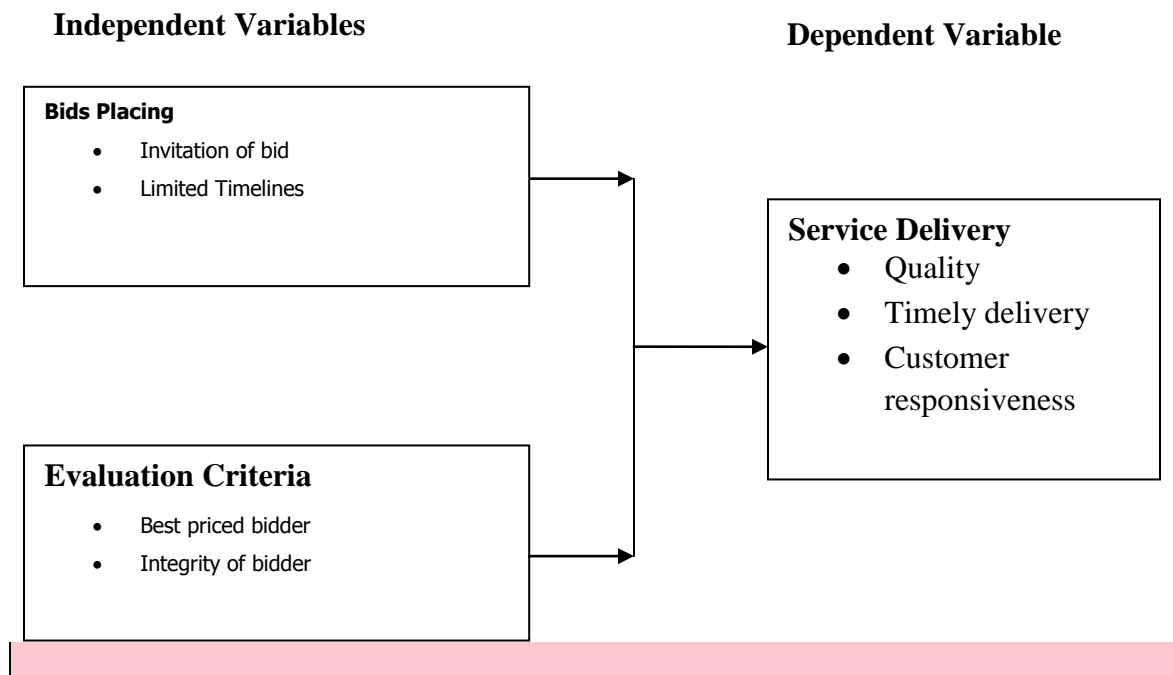 Independent Variables
Dependent Variable
Bids Placing
• Invitation of bid
• Limited Timelines
Service Delivery
• Quality
• Timely delivery
• Customer
responsiveness
Evaluation Criteria
• Best priced bidder
• Integrity of bidder